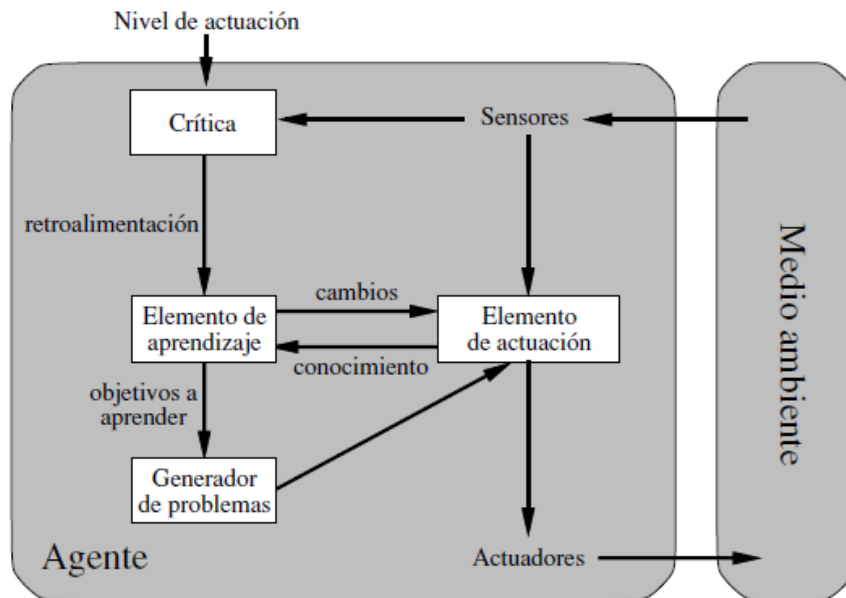 Nivel de actuación
Crítica
Sensores
retroalimentación
cambios
Elemento de
aprendizaje
Elemento
de actuación
conocimiento
objetivos a
aprender
Generador
de problemas
Agente
Actuadores
Medio ambiente